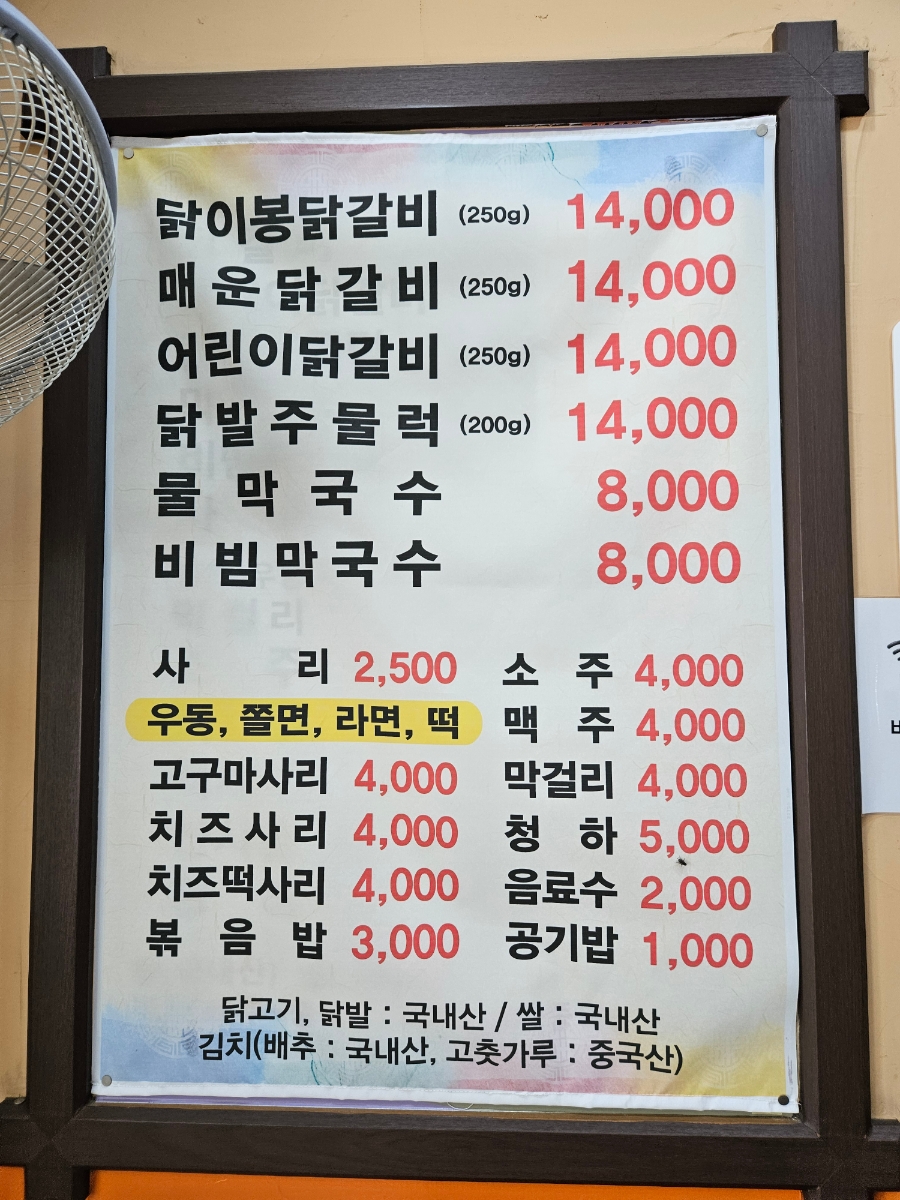 닭이봉닭갈비 (250g) 14,000
매운닭갈비 (250g) 14,000
어린이닭갈비 (250g) 14,000
닭발주물럭 (200g) 14,000
물막국수 8,000
비빔막국수 8,000
사리 2,500
우동, 쫄면, 라면, 떡
고구마사리 4,000
치즈사리 4,000
치즈떡사리 4,000
볶음밥 3,000
소주 4,000
맥주 4,000
막걸리 4,000
청하 5,000
음료수 2,000
공기밥 1,000
닭고기, 닭발 : 국내산 / 쌀 : 국내산
김치(배추 : 국내산, 고춧가루 : 중국산)